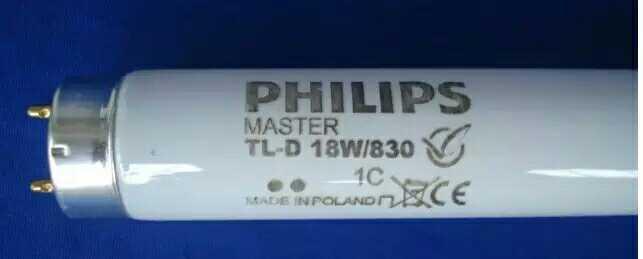 PHILIPS
MASTER
TL-D 18W/830
1C
MADE IN POLAND CE